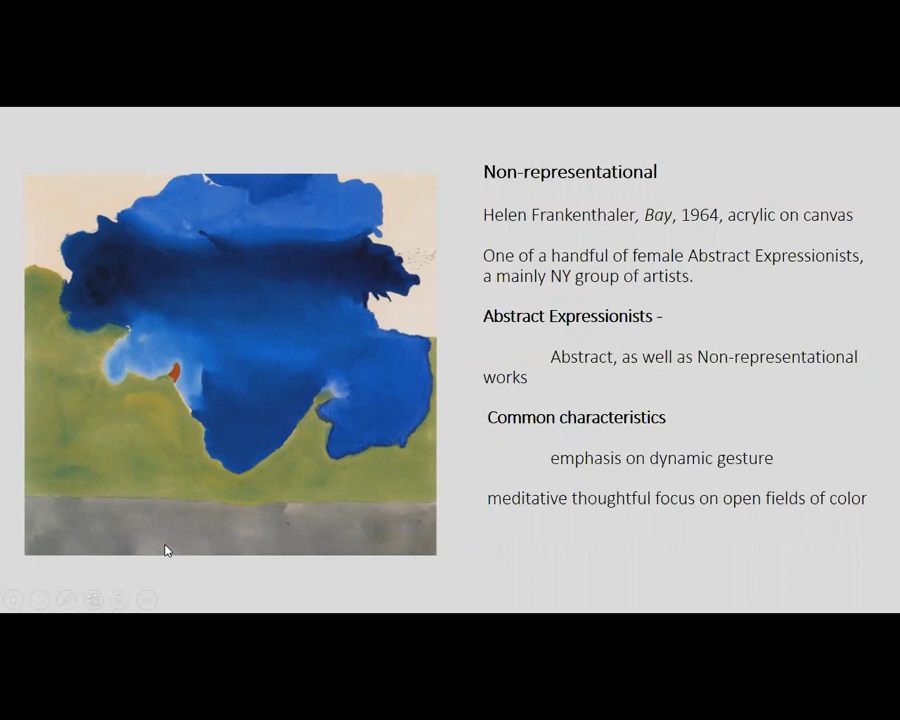 Non-representational
Helen Frankenthaler, Bay, 1964, acrylic on canvas
One of a handful of female Abstract Expressionists,
a mainly NY group of artists.
Abstract Expressionists -
Abstract, as well as Non-representational
works
Common characteristics
emphasis on dynamic gesture
meditative thoughtful focus on open fields of color